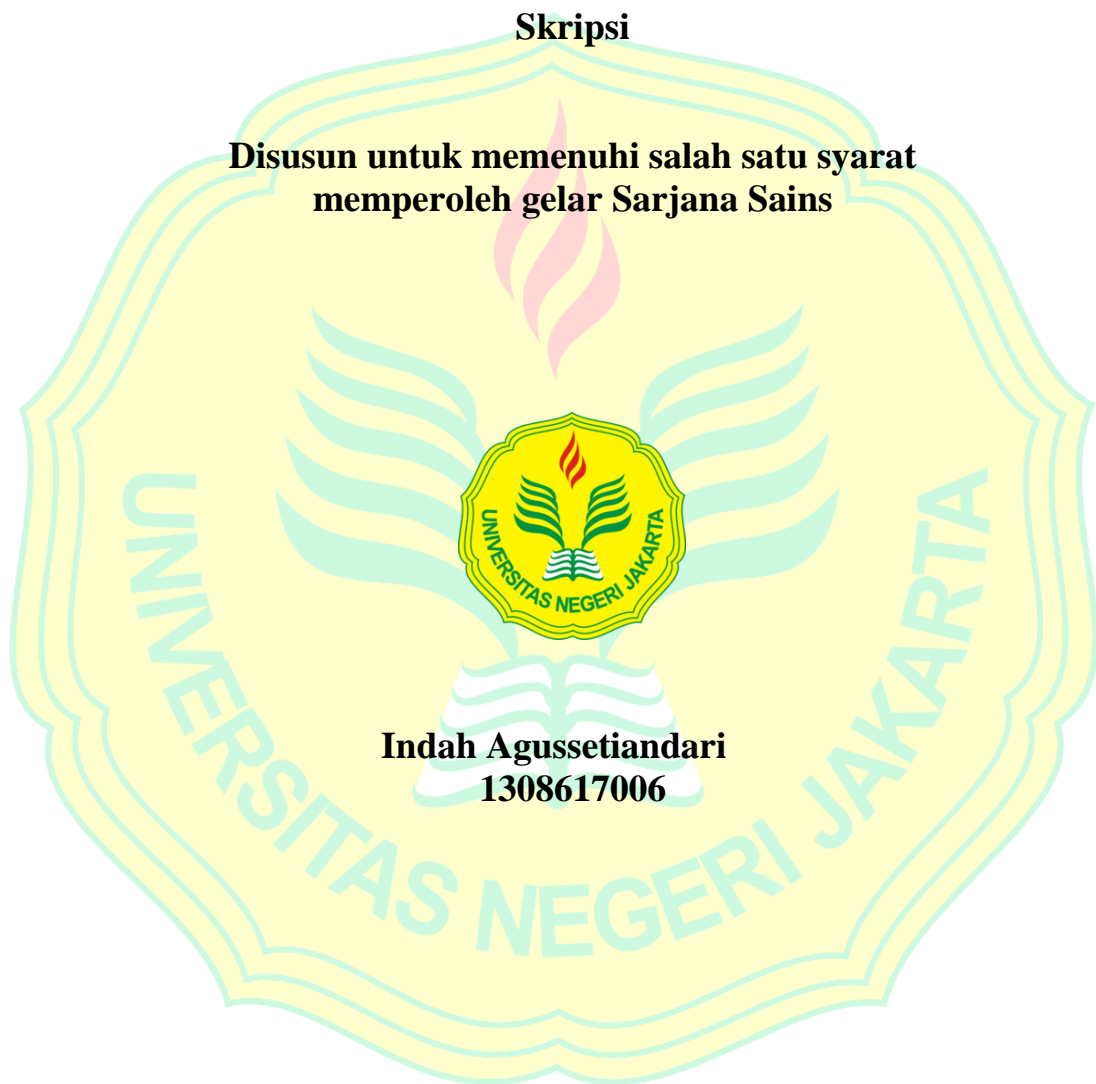 Skripsi
Disusun untuk memenuhi salah satu syarat
memperoleh gelar Sarjana Sains
UNIVERSITAS NEGERI JAKARTA
Indah Agussetiandari
1308617006
UNIVERSITAS NEGERI JAKARTA